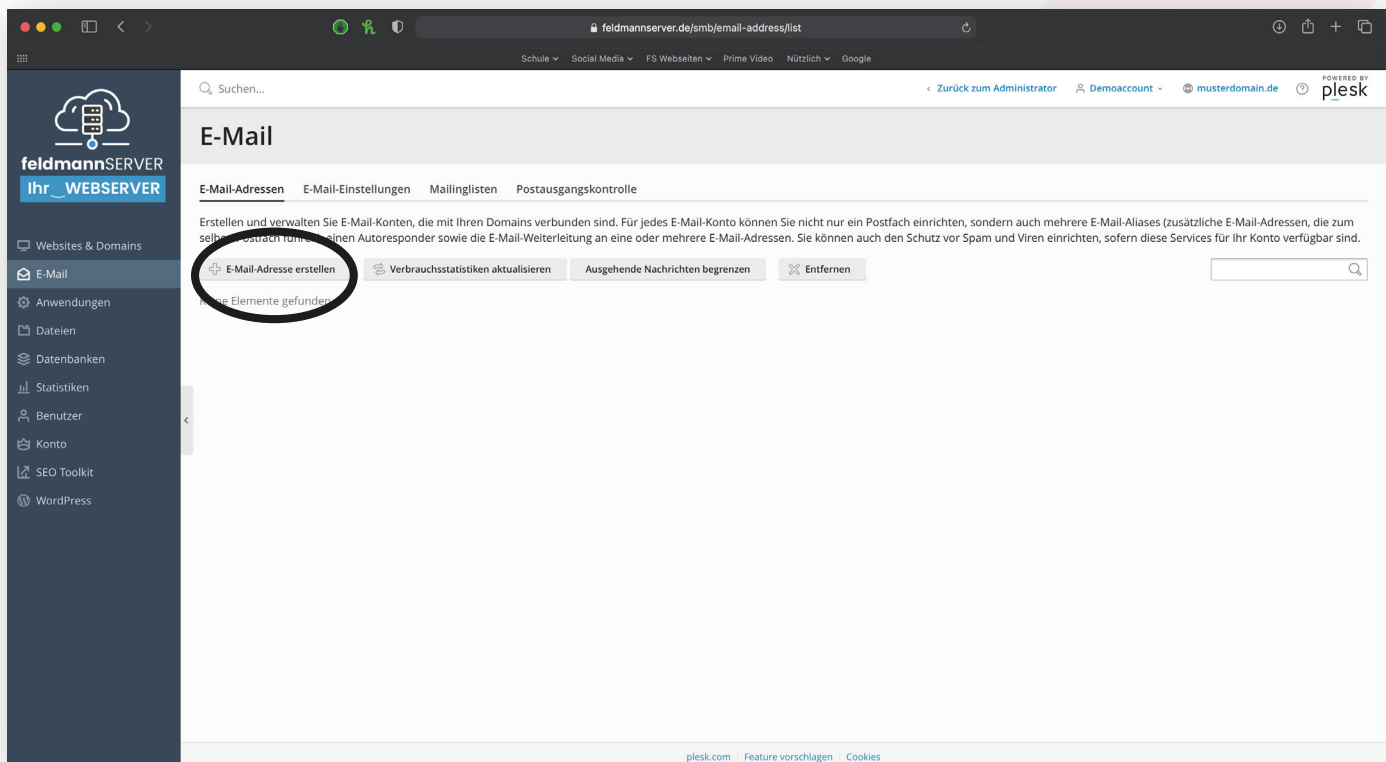 feldmannserver.de/smb/email-address/list
Schule Social Media FS Webseiten Prime Video Nützlich Google
feldmannSERVER
Ihr_WEBSERVER
Websites & Domains
E-Mail
Anwendungen
Dateien
Datenbanken
Statistiken
Benutzer
Konto
SEO Toolkit
WordPress
Suchen...
Zurück zum Administrator Demoaccount musterdomain.de ? POWERED BY plesk
E-Mail
E-Mail-Adressen E-Mail-Einstellungen Mailinglisten Postausgangskontrolle
Erstellen und verwalten Sie E-Mail-Konten, die mit Ihren Domains verbunden sind. Für jedes E-Mail-Konto können Sie nicht nur ein Postfach einrichten, sondern auch mehrere E-Mail-Aliases (zusätzliche E-Mail-Adressen, die zum
selben Postfach führen), einen Autoresponder sowie die E-Mail-Weiterleitung an eine oder mehrere E-Mail-Adressen. Sie können auch den Schutz vor Spam und Viren einrichten, sofern diese Services für Ihr Konto verfügbar sind.
E-Mail-Adresse erstellen Verbrauchsstatistiken aktualisieren Ausgehende Nachrichten begrenzen Entfernen
Keine Elemente gefunden
plesk.com Feature vorschlagen Cookies